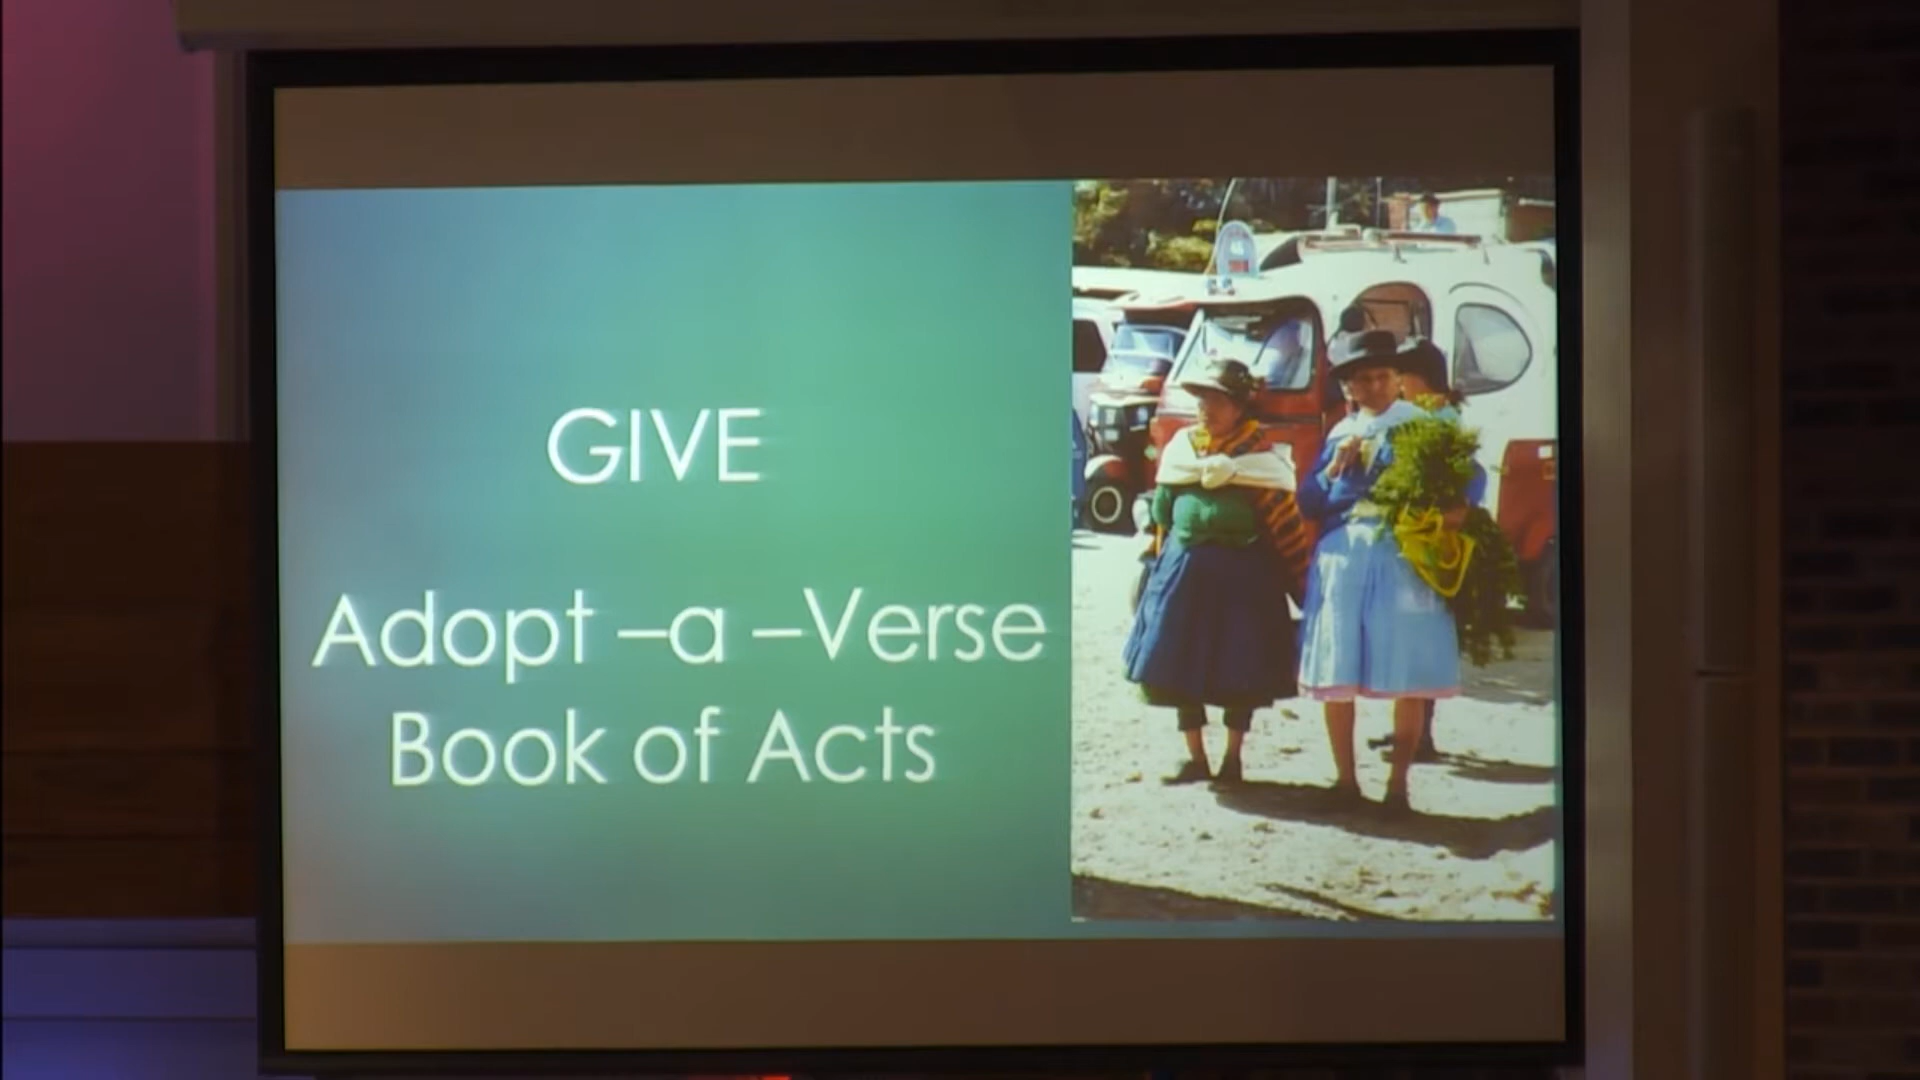 GIVE
Adopt –a –Verse
Book of Acts